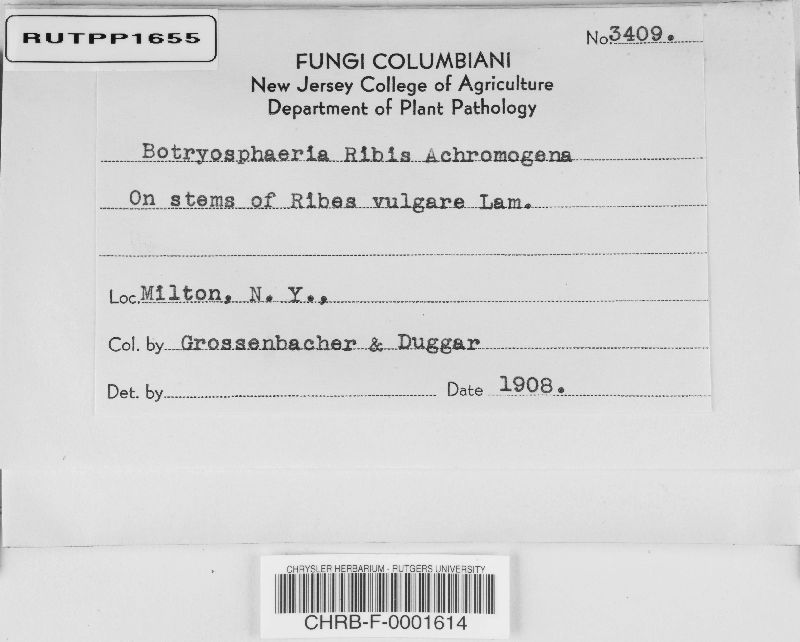 RUTPP1655
No. 3409.
FUNGI COLUMBIANI
New Jersey College of Agriculture
Department of Plant Pathology
Botryosphaeria Ribis Achromogena
On stems of Ribes vulgare Lam.
Loc. Milton, N. Y.,
Col. by Grossenbacher & Duggar
Det. by Date 1908.
CHRYSLER HERBARIUM - RUTGERS UNIVERSITY
CHRB-F-0001614